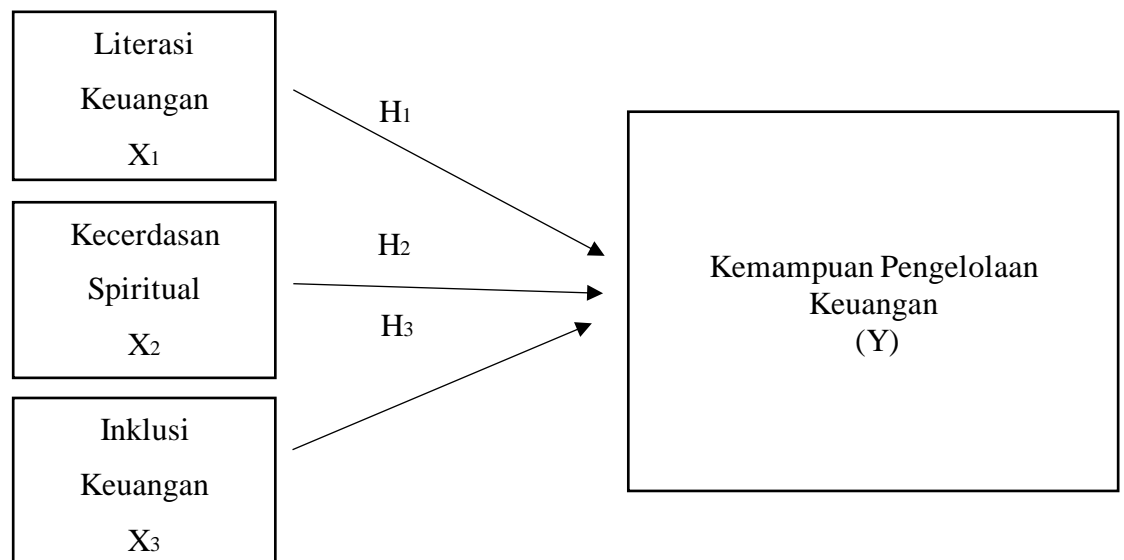 Literasi
Keuangan
X1
H1
Kecerdasan
Spiritual
X2
H2
H3
Inklusi
Keuangan
X3
Kemampuan Pengelolaan
Keuangan
(Y)